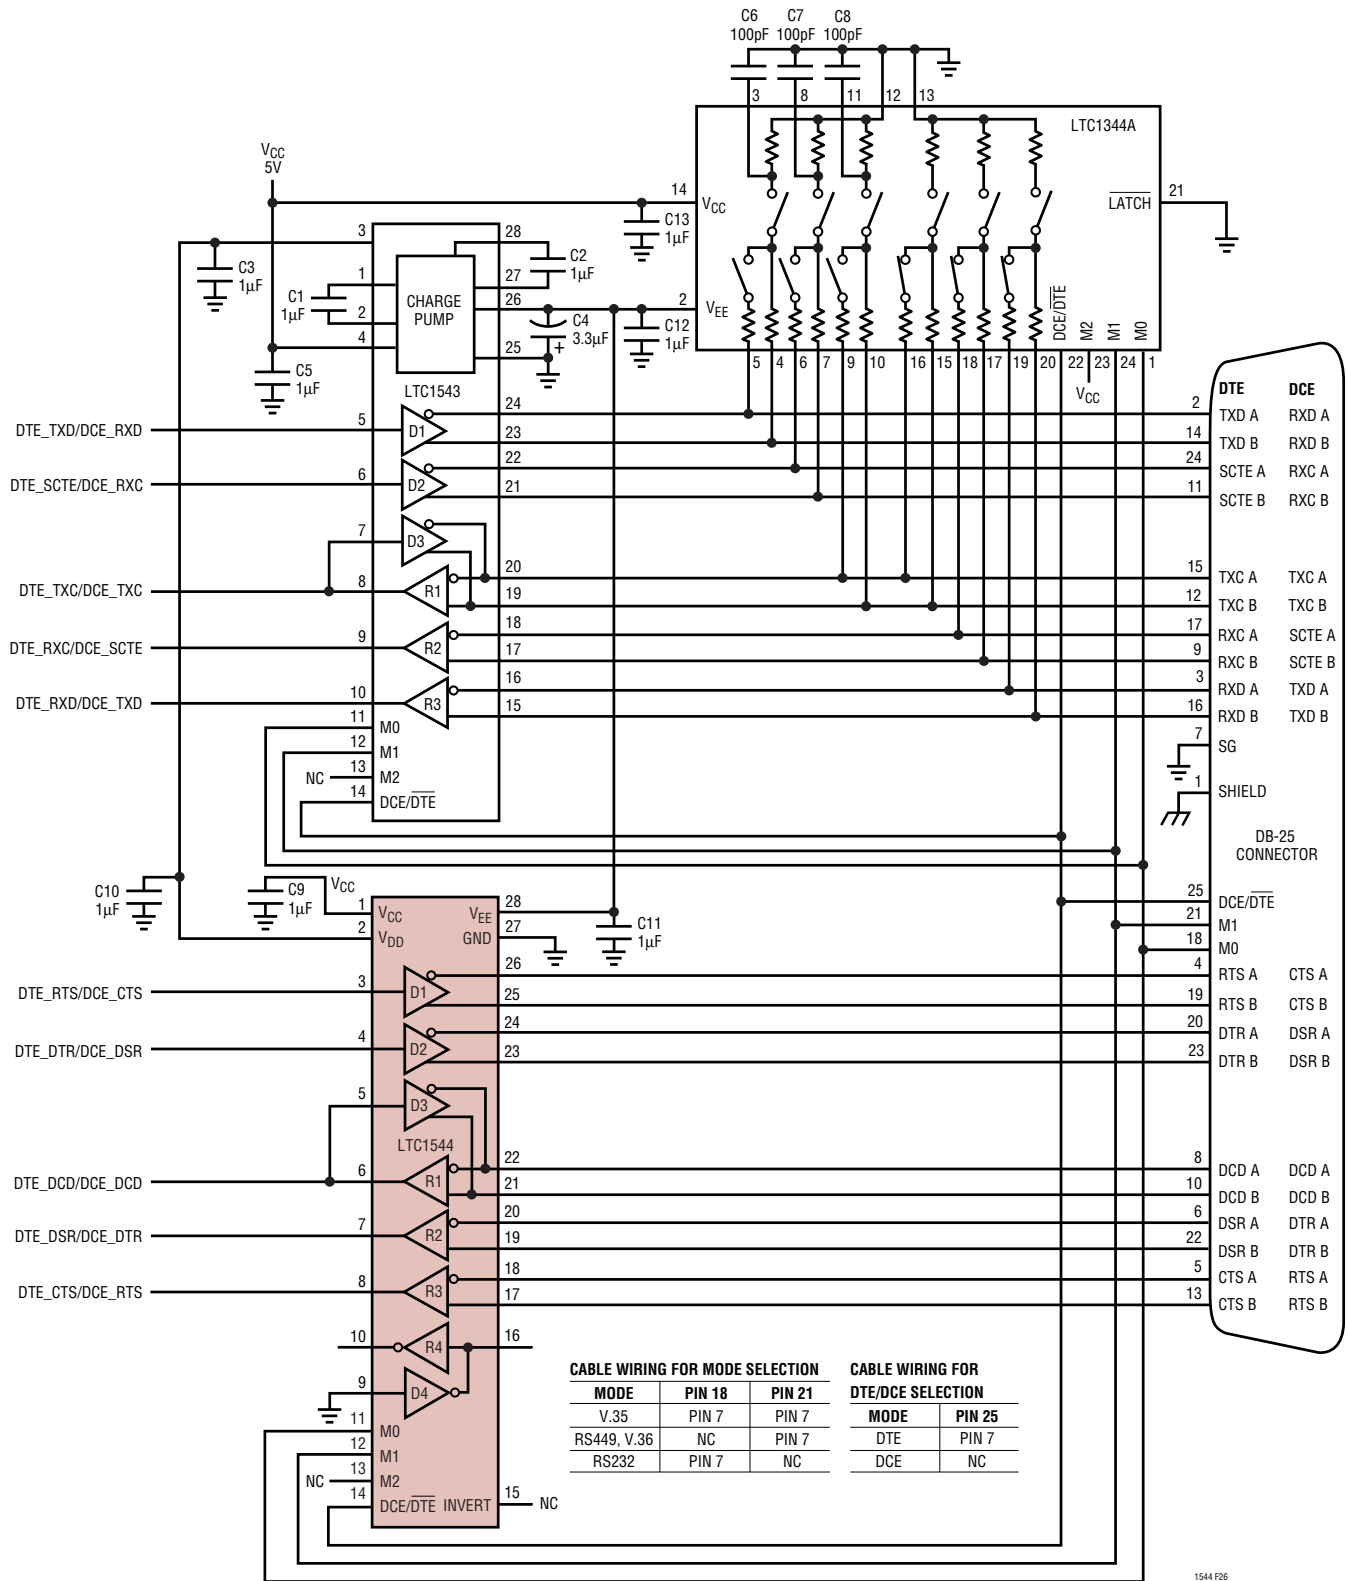 C6 C7 C8
100pF 100pF 100pF
3 8 11 12 13
LTC1344A
VCC
5V
14
VCC
LATCH
21
3
28
C13
1µF
C3
1µF
C2
1µF
27
1
C1
1µF
CHARGE
PUMP
26
2
VEE
2
C4
3.3µF
+
C12
1µF
DCE/DTE
M2
M1
M0
4
25
C5
1µF
5 4 6 7 9 10 16 15 18 17 19 20 22 23 24 1
VCC
LTC1543
DTE DCE
DTE_TXD/DCE_RXD
5
D1
24
2
TXD A RXD A
23
14
TXD B RXD B
DTE_SCTE/DCE_RXC
6
D2
22
24
SCTE A RXC A
21
11
SCTE B RXC B
7
D3
DTE_TXC/DCE_TXC
8
R1
20
15
TXC A TXC A
19
12
TXC B TXC B
DTE_RXC/DCE_SCTE
9
R2
18
17
RXC A SCTE A
17
9
RXC B SCTE B
DTE_RXD/DCE_TXD
10
R3
16
3
RXD A TXD A
15
16
RXD B TXD B
11
M0
7
SG
12
M1
NC
13
M2
14
DCE/DTE
1
SHIELD
DB-25
CONNECTOR
C10
1µF
C9
1µF
VCC
1
VCC
VEE
28
2
VDD
GND
27
C11
1µF
25
DCE/DTE
21
M1
18
M0
DTE_RTS/DCE_CTS
3
D1
26
4
RTS A CTS A
25
19
RTS B CTS B
DTE_DTR/DCE_DSR
4
D2
24
20
DTR A DSR A
23
23
DTR B DSR B
5
D3
LTC1544
DTE_DCD/DCE_DCD
6
R1
22
8
DCD A DCD A
21
10
DCD B DCD B
DTE_DSR/DCE_DTR
7
R2
20
6
DSR A DTR A
19
22
DSR B DTR B
DTE_CTS/DCE_RTS
8
R3
18
5
CTS A RTS A
17
13
CTS B RTS B
10
R4
16
9
D4
11
M0
12
M1
NC
13
M2
14
DCE/DTE
INVERT
15
NC
CABLE WIRING FOR MODE SELECTION
MODE PIN 18 PIN 21
V.35 PIN 7 PIN 7
RS449, V.36 NC PIN 7
RS232 PIN 7 NC
CABLE WIRING FOR
DTE/DCE SELECTION
MODE PIN 25
DTE PIN 7
DCE NC
1544 F26